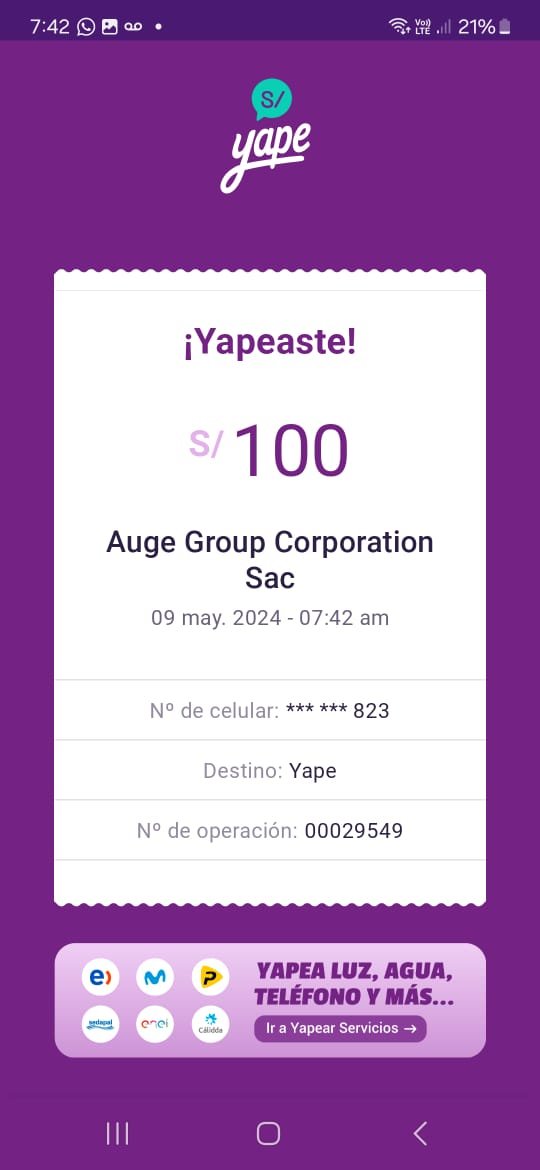 7:42 Vo)) LTE 21%
S/
yape
¡Yapeaste!
S/ 100
Auge Group Corporation
Sac
09 may. 2024 - 07:42 am
Nº de celular: *** *** 823
Destino: Yape
Nº de operación: 00029549
e) P YAPEA LUZ, AGUA,
TELÉFONO Y MÁS...
sedapal enel Cálidda Ir a Yapear Servicios →